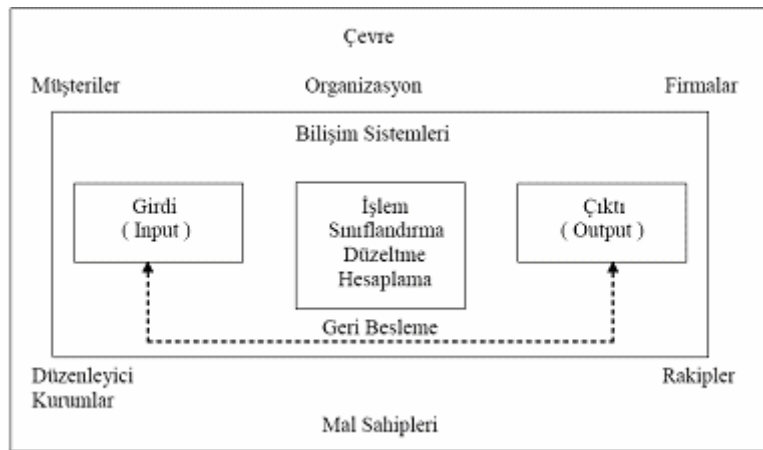 Çevre
Müşteriler Organizasyon Firmalar
Bilişim Sistemleri
Girdi
( Input )
İşlem
Sınıflandırma
Düzeltme
Hesaplama
Çıktı
( Output )
Geri Besleme
Düzenleyici
Kurumlar
Rakipler
Mal Sahipleri